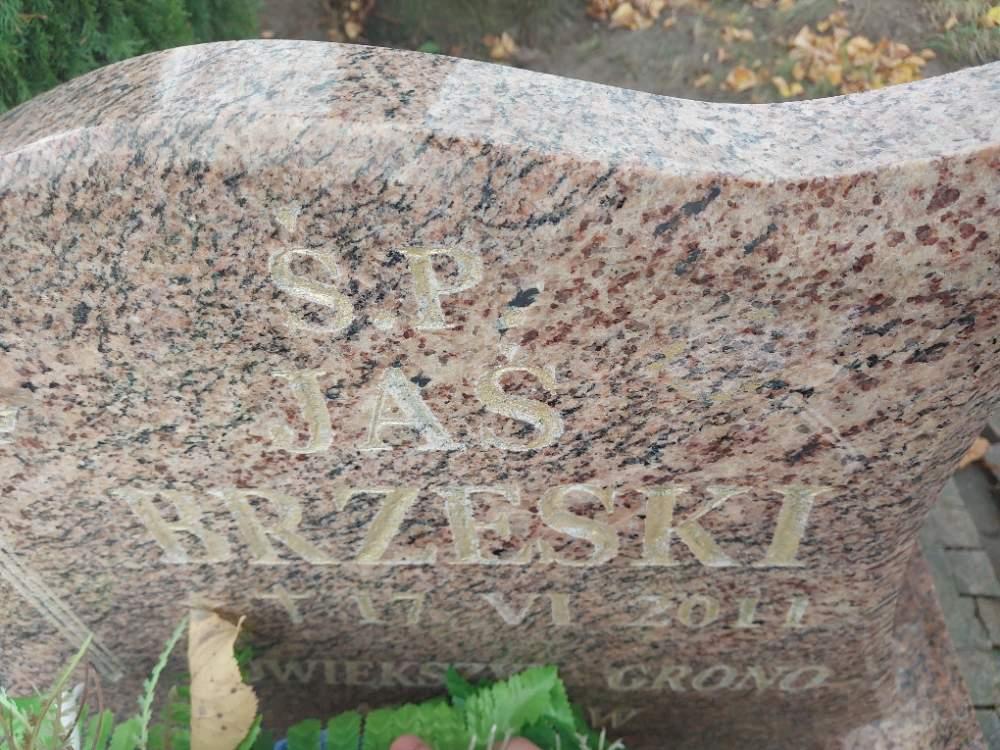 Ś.P.
JAŚ
BRZESKI
† 17 VI 2011
GRONO